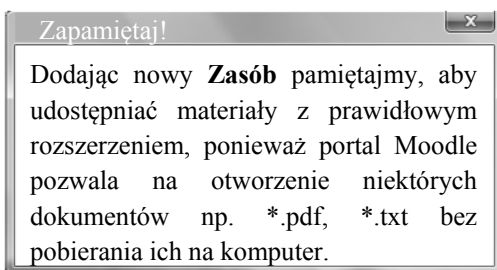 Zapamiętaj!
Dodając nowy Zasób pamiętajmy, aby
udostępniać materiały z prawidłowym
rozszerzeniem, ponieważ portal Moodle
pozwala na otworzenie niektórych
dokumentów np. *.pdf, *.txt bez
pobierania ich na komputer.